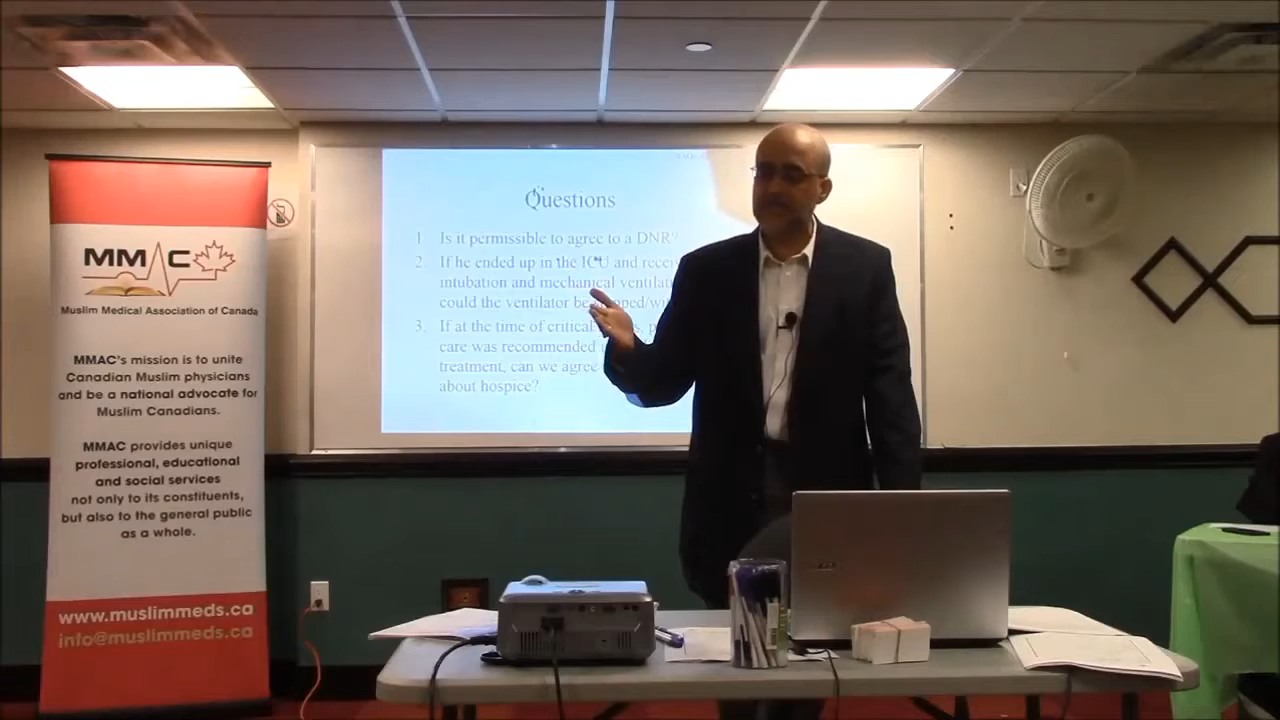 MMAC
Muslim Medical Association of Canada
MMAC's mission is to unite
Canadian Muslim physicians
and be a national advocate for
Muslim Canadians.
MMAC provides unique
professional, educational
and social services
not only to its constituents,
but also to the general public
as a whole.
www.muslimmeds.ca
info@muslimmeds.ca
Questions
1. Is it permissible to agree to a DNR?
2. If he ended up in the ICU and
intubation and mechanical
could the ventilator be
3. If at the time of critical
care was recommended
treatment, can we agree
about hospice?
acer